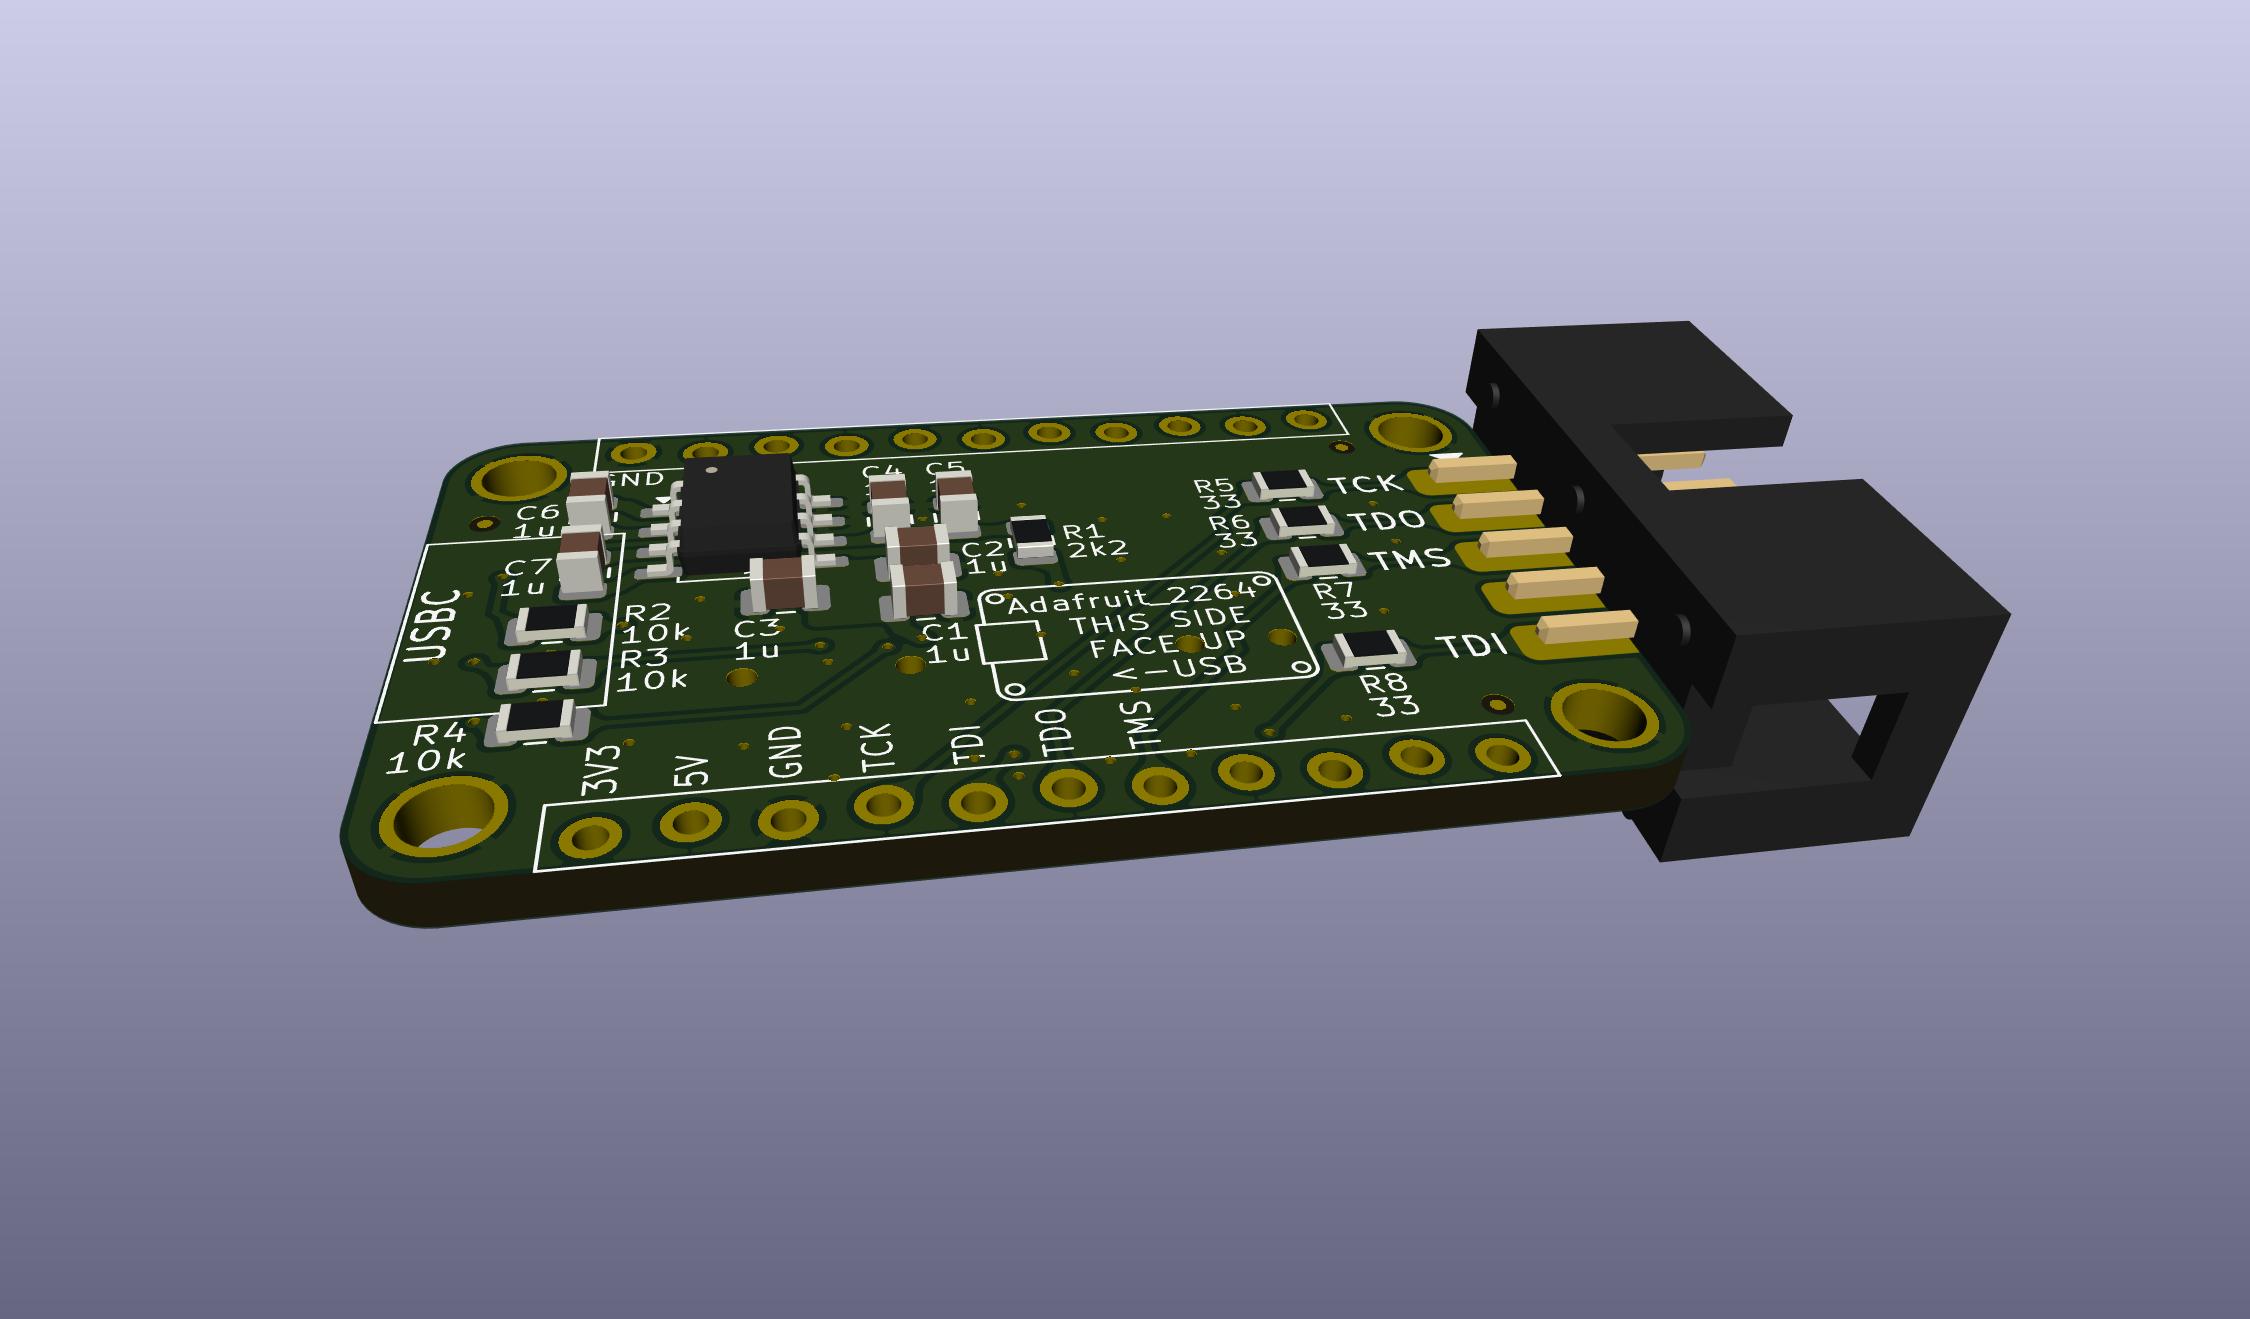 GND
C4
C5
C6
1u
C7
1u
USBC
R2
10k
R3
10k
R4
10k
C3
1u
C2
1u
C1
1u
R1
2k2
Adafruit_2264
THIS SIDE
FACE UP
<-USB
R5
33
TCK
R6
33
TDO
TMS
R7
33
TDI
R8
33
3V3
5V
GND
TCK
TDI
TDO
TMS